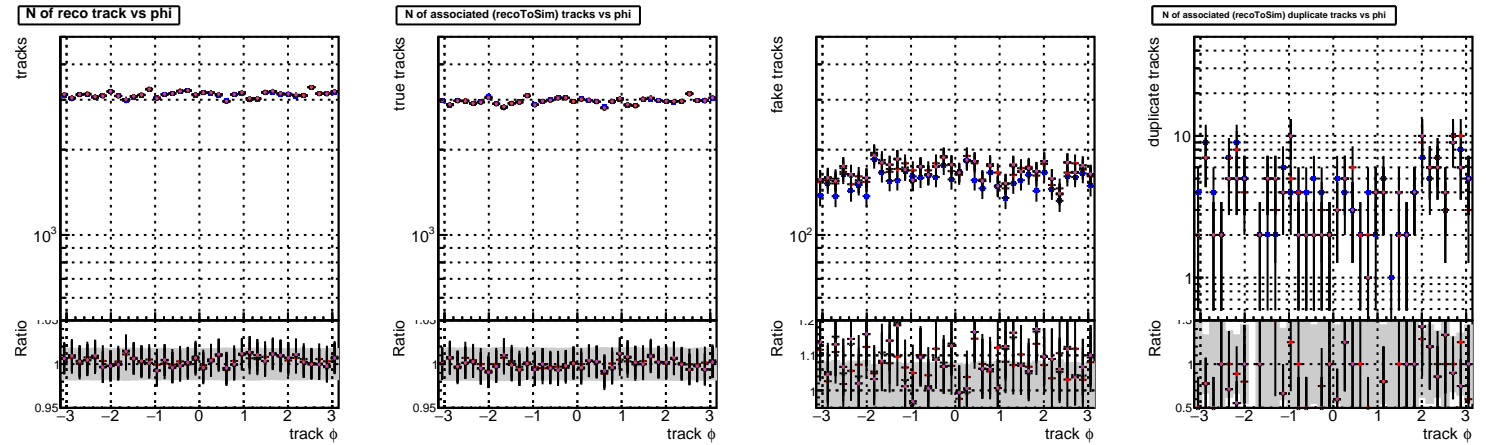 N of reco track vs phi
tracks
10³
Ratio
1
0.95
−3 −2 −1 0 1 2 3
track ϕ
N of associated (recoToSim) tracks vs phi
true tracks
10³
Ratio
1
0.95
−3 −2 −1 0 1 2 3
track ϕ
fake tracks
10²
Ratio
1.2
1.1
1
−3 −2 −1 0 1 2 3
track ϕ
N of associated (recoToSim) duplicate tracks vs phi
duplicate tracks
10
1
Ratio
1.5
1
0.5
−3 −2 −1 0 1 2 3
track ϕ